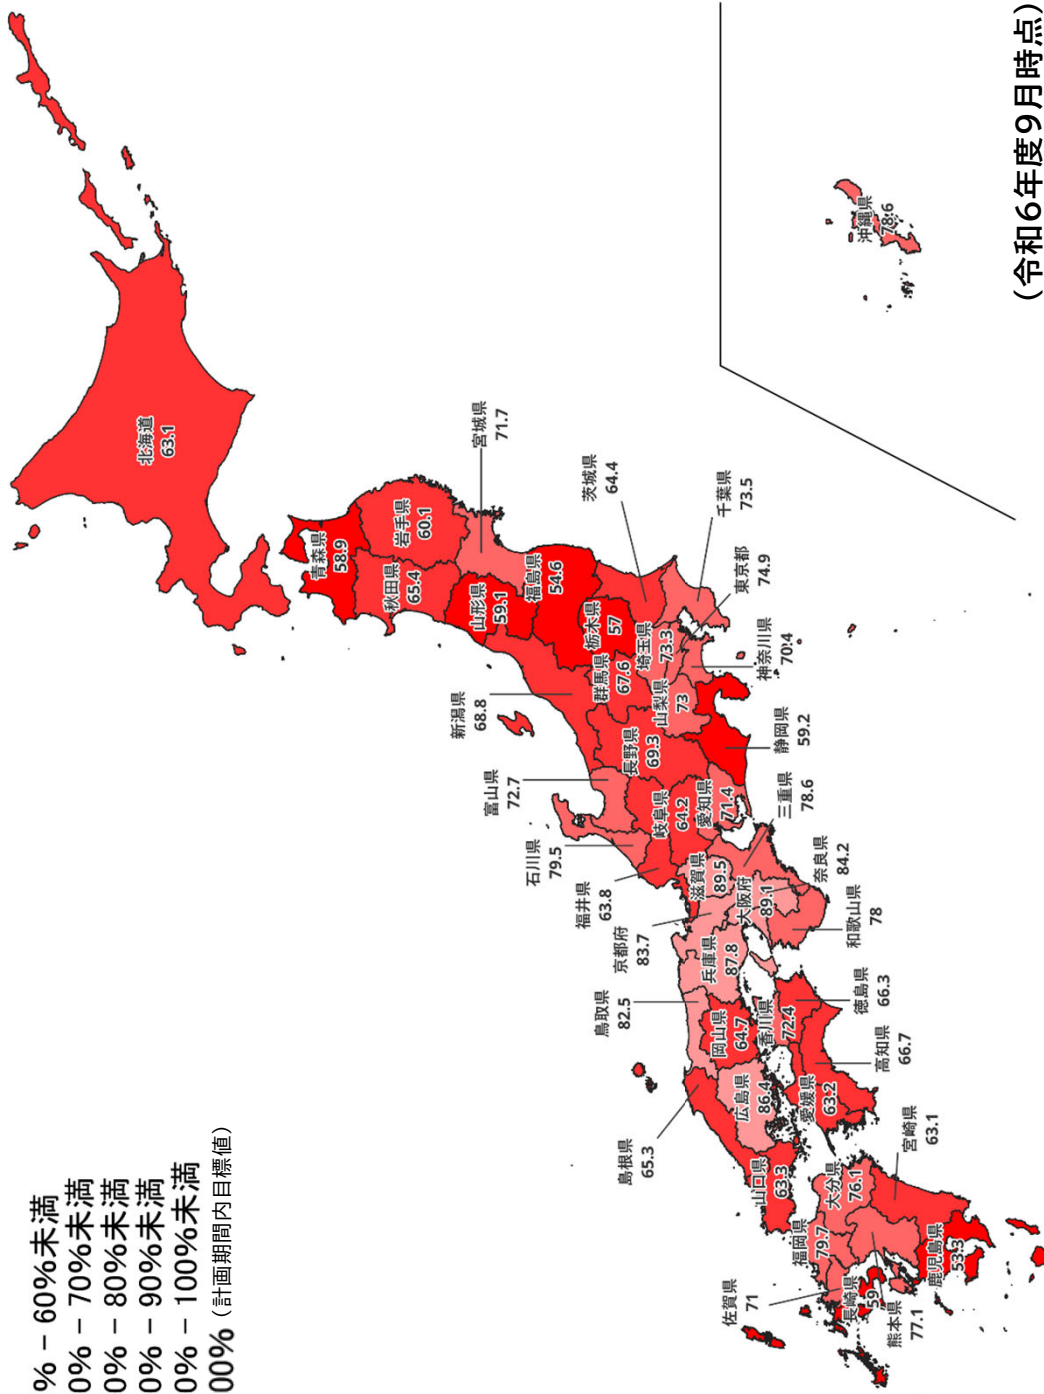 % − 60%未満
0% − 70%未満
0% − 80%未満
0% − 90%未満
0% − 100%未満
00%（計画期間内目標値）
北海道
63.1
青森県
58.9
岩手県
60.1
秋田県
65.4
宮城県
71.7
山形県
59.1
福島県
54.6
茨城県
64.4
栃木県
57
群馬県
67.6
埼玉県
73.3
千葉県
73.5
東京都
74.9
神奈川県
70.4
新潟県
68.8
富山県
72.7
石川県
79.5
福井県
63.8
山梨県
73
長野県
69.3
岐阜県
64.2
静岡県
59.2
愛知県
71.4
三重県
78.6
滋賀県
89.5
京都府
83.7
大阪府
89.1
兵庫県
87.8
奈良県
84.2
和歌山県
78
鳥取県
82.5
島根県
65.3
岡山県
64.7
広島県
86.4
山口県
63.3
徳島県
66.3
香川県
72.4
愛媛県
63.2
高知県
66.7
福岡県
79.7
佐賀県
71
長崎県
59
熊本県
77.1
大分県
76.1
宮崎県
63.1
鹿児島県
53.3
沖縄県
78.6
（令和6年度9月時点）